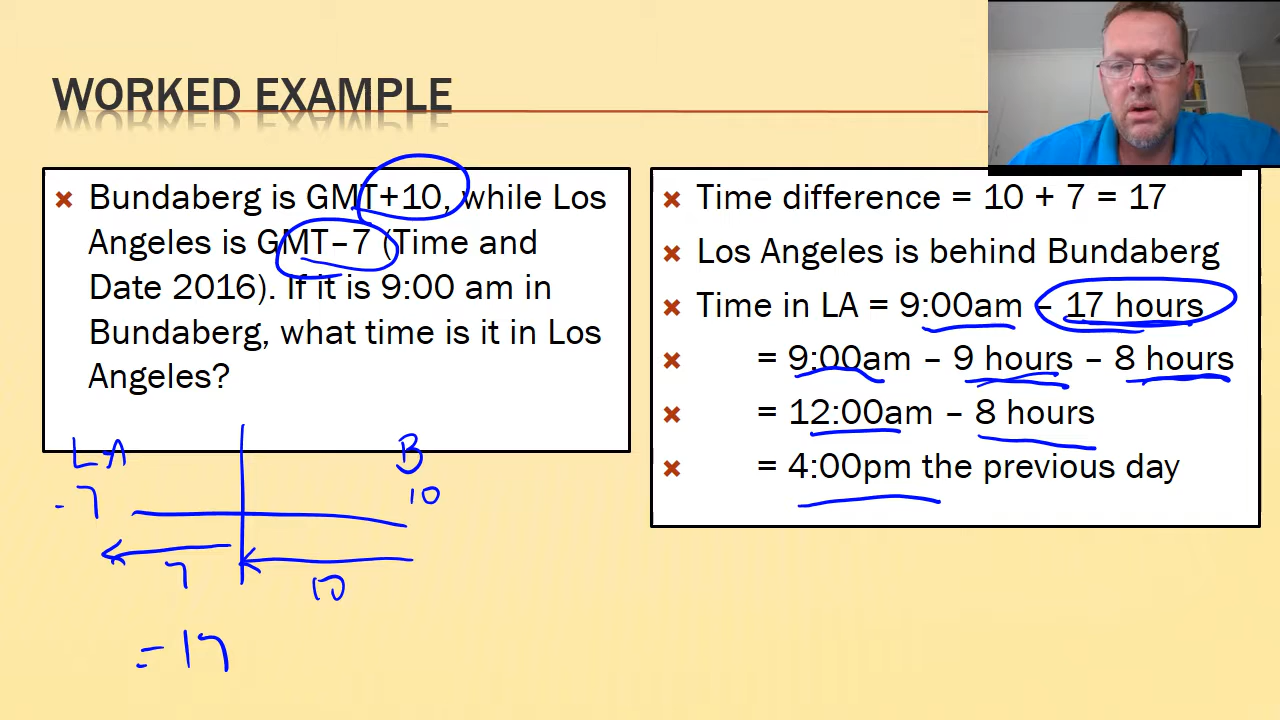 WORKED EXAMPLE
Bundaberg is GMT+10, while Los
Angeles is GMT–7 (Time and
Date 2016). If it is 9:00 am in
Bundaberg, what time is it in Los
Angeles?
Time difference = 10 + 7 = 17
Los Angeles is behind Bundaberg
Time in LA = 9:00am – 17 hours
= 9:00am – 9 hours – 8 hours
= 12:00am – 8 hours
= 4:00pm the previous day
LA B
-7 10
7 10
=17